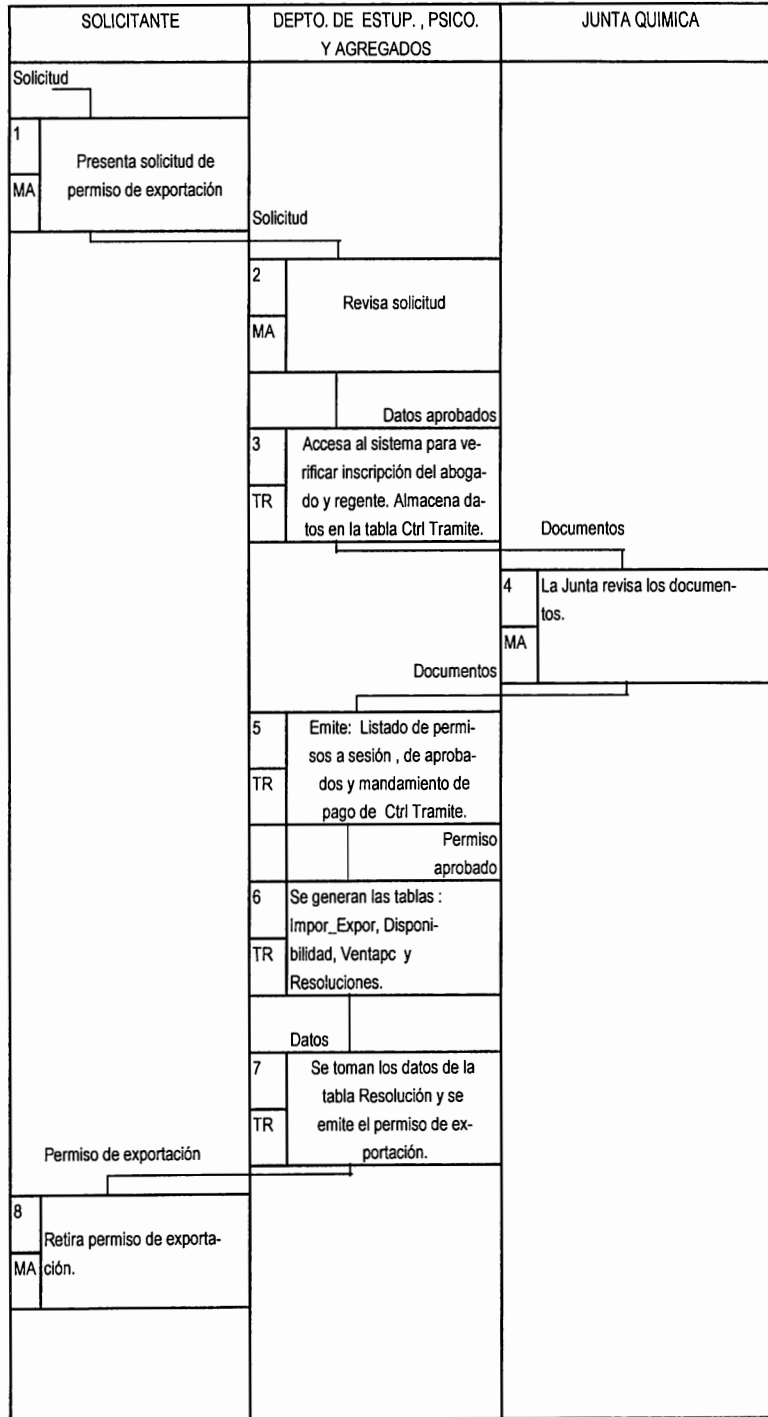 SOLICITANTE
DEPTO. DE ESTUP. , PSICO.
Y AGREGADOS
JUNTA QUIMICA
Solicitud
1
MA
Presenta solicitud de
permiso de exportación
Solicitud
2
MA
Revisa solicitud
Datos aprobados
3
TR
Accesa al sistema para ve-
rificar inscripción del aboga-
do y regente. Almacena da-
tos en la tabla Ctrl Tramite.
Documentos
4
MA
La Junta revisa los documen-
tos.
Documentos
5
TR
Emite: Listado de permi-
sos a sesión , de aproba-
dos y mandamiento de
pago de Ctrl Tramite.
Permiso
aprobado
6
TR
Se generan las tablas :
Impor_Expor, Disponi-
bilidad, Ventapc y
Resoluciones.
Datos
7
TR
Se toman los datos de la
tabla Resolución y se
emite el permiso de ex-
portación.
Permiso de exportación
8
MA
Retira permiso de exporta-
ción.